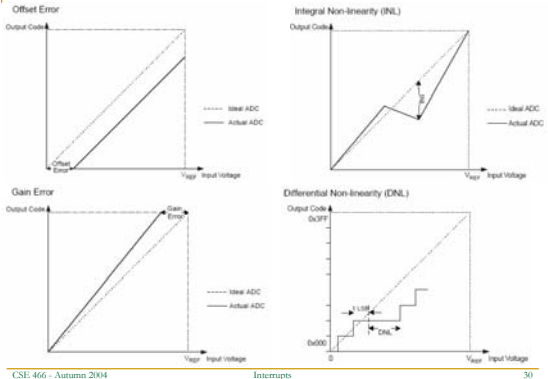 Offset Error
Output Code
Ideal ADC
Actual ADC
Offset
Error
VREF Input Voltage
Integral Non-linearity (INL)
Output Code
INL
Ideal ADC
Actual ADC
VREF Input Voltage
Gain Error
Output Code
Gain
Error
Ideal ADC
Actual ADC
VREF Input Voltage
Differential Non-linearity (DNL)
Output Code
0x3FF
1 LSB
DNL
0x000
0
VREF Input Voltage
CSE 466 - Autumn 2004
Interrupts
30